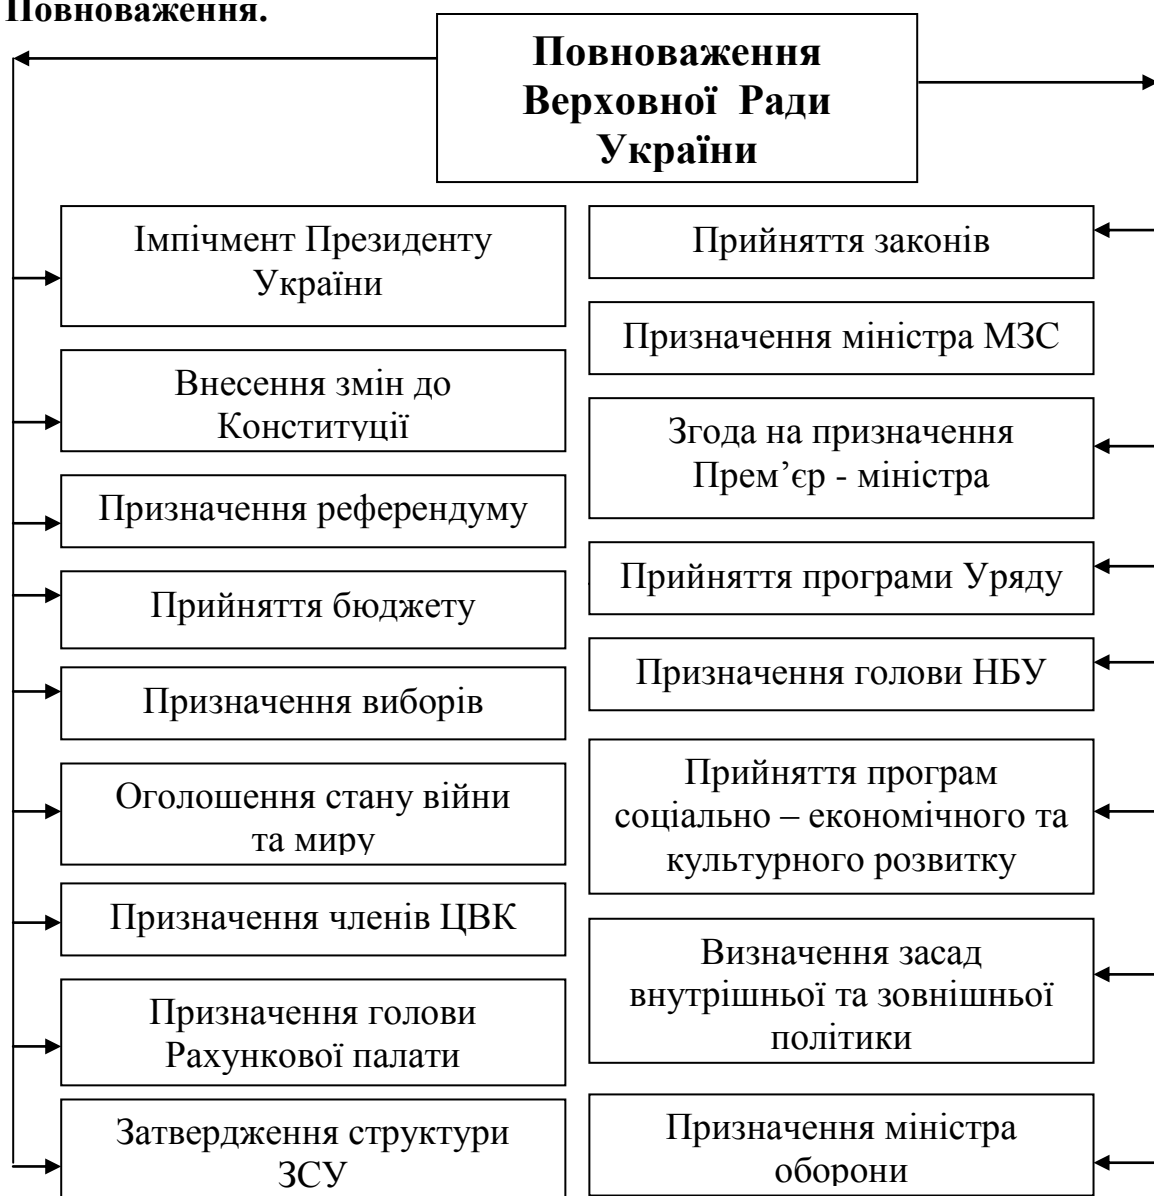 Повноваження.
Повноваження
Верховної Ради
України
Імпічмент Президенту
України
Внесення змін до
Конституції
Призначення референдуму
Прийняття бюджету
Призначення виборів
Оголошення стану війни
та миру
Призначення членів ЦВК
Призначення голови
Рахункової палати
Затвердження структури
ЗСУ
Прийняття законів
Призначення міністра МЗС
Згода на призначення
Прем’єр - міністра
Прийняття програми Уряду
Призначення голови НБУ
Прийняття програм
соціально – економічного та
культурного розвитку
Визначення засад
внутрішньої та зовнішньої
політики
Призначення міністра
оборони